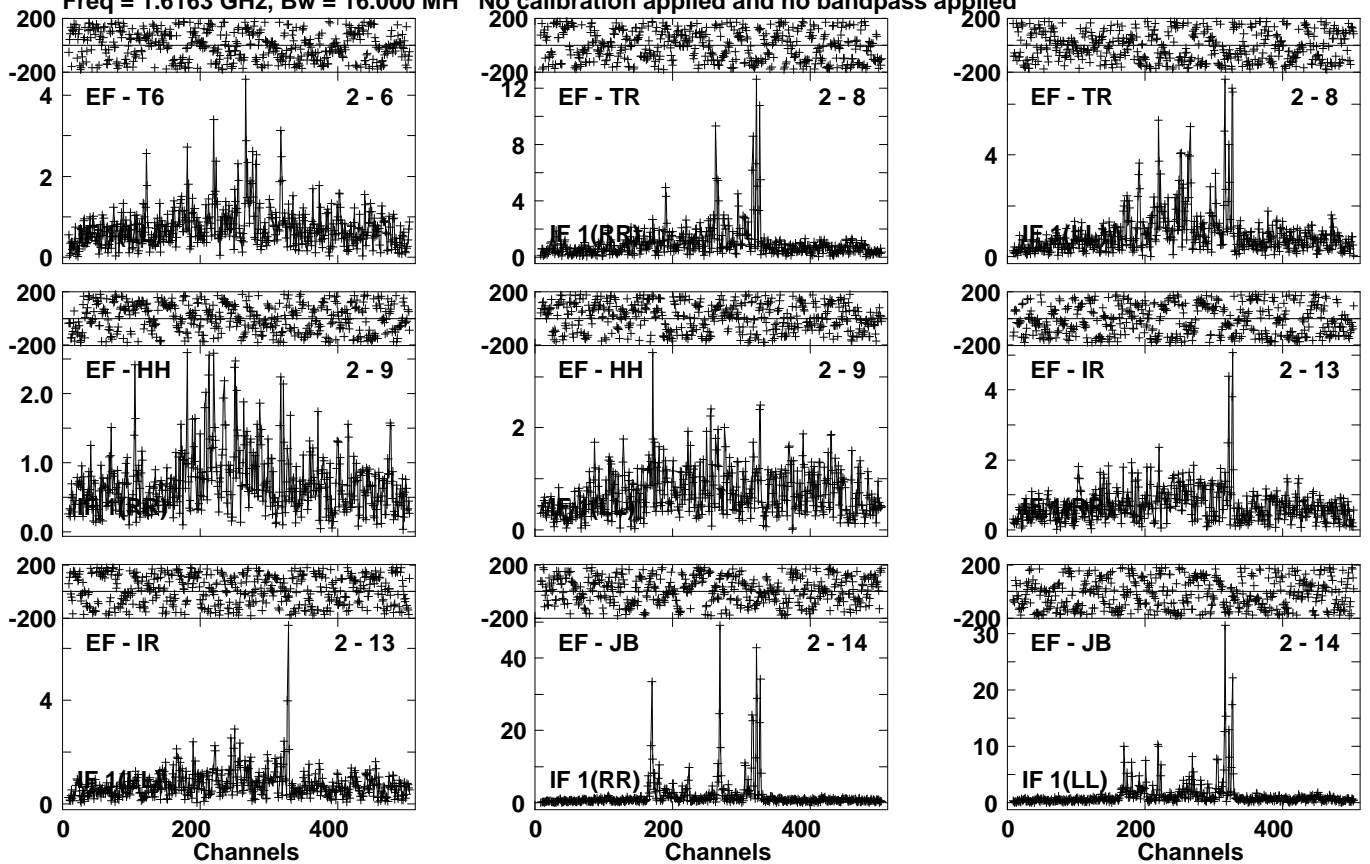 Freq = 1.6163 GHz, Bw = 16.000 MH No calibration applied and no bandpass applied
200
-200
EF - T6 2 - 6
4
2
0
200
-200
EF - TR 2 - 8
12
8
4
0
IF 1(RR)
200
-200
EF - TR 2 - 8
4
0
200
-200
EF - HH 2 - 9
2.0
1.0
0.0
200
-200
EF - HH 2 - 9
2
0
200
-200
EF - IR 2 - 13
4
2
0
200
-200
EF - IR 2 - 13
4
0
0 200 400
Channels
200
-200
EF - JB 2 - 14
40
20
0
IF 1(RR)
0 200 400
Channels
200
-200
EF - JB 2 - 14
30
20
10
0
IF 1(LL)
0 200 400
Channels